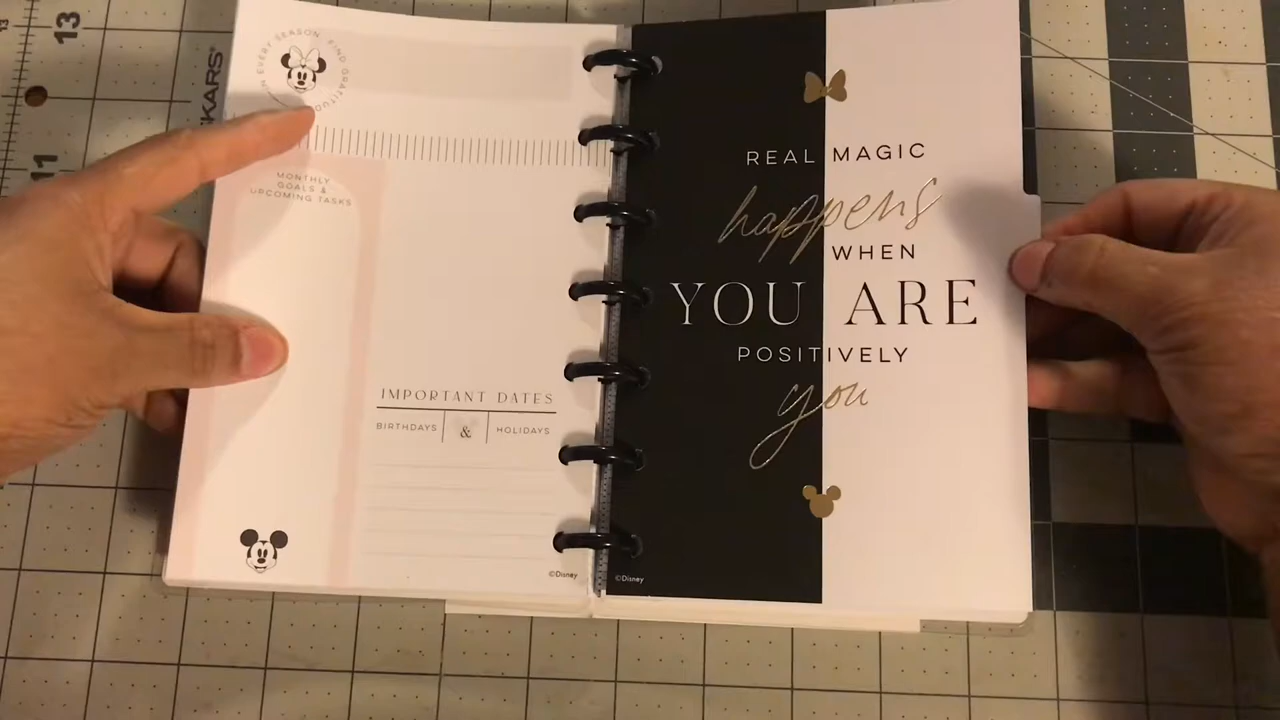 13
11
SKARS®
IN EVERY SEASON FIND GRATITUDE
MONTHLY
GOALS &
UPCOMING TASKS
IMPORTANT DATES
BIRTHDAYS & HOLIDAYS
©Disney
REAL MAGIC
happens
WHEN
YOU ARE
POSITIVELY
you
©Disney